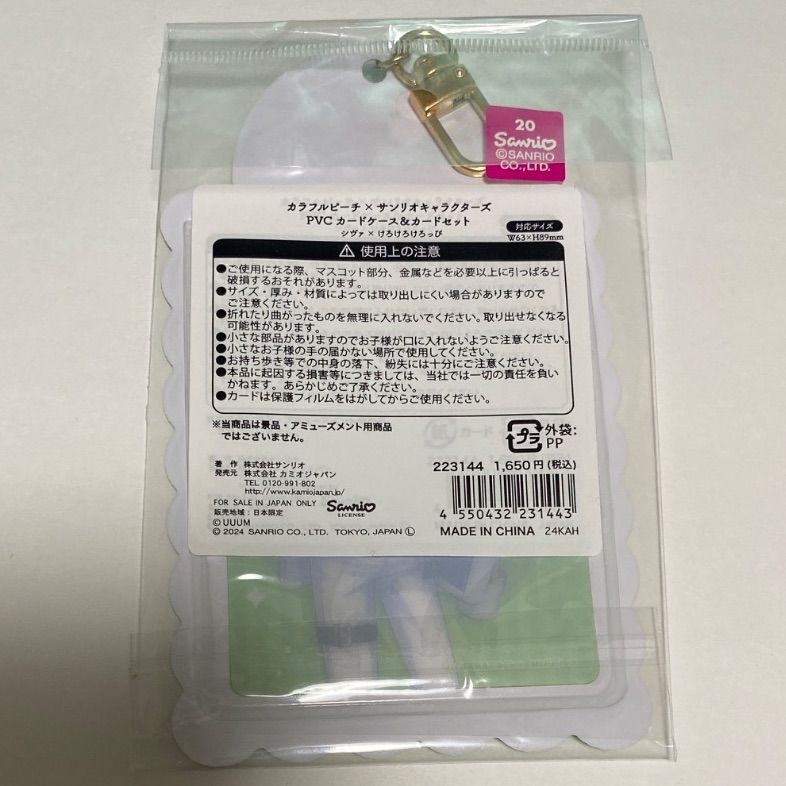 20
Sanrio
©SANRIO
CO.,LTD.
カラフルピーチ × サンリオキャラクターズ
PVC カードケース&カードセット
シヴァ × けろけろけろっぴ
対応サイズ
W63×H89mm
⚠ 使用上の注意
●ご使用になる際、マスコット部分、金属などを必要以上に引っぱると
破損するおそれがあります。
●サイズ・厚み・材質によっては取り出しにくい場合がありますので
ご注意ください。
●折れたり曲がったものを無理に入れないでください。取り出せなくなる
可能性があります。
●小さな部品がありますのでお子様が口に入れないようご注意ください。
●小さなお子様の手の届かない場所で使用してください。
●お持ち歩き等での中身の落下、紛失には十分にご注意ください。
●本品に起因する損害等につきましては、当社では一切の責任を負い
かねます。あらかじめご了承ください。
●カードは保護フィルムをはがしてからご使用ください。
※当商品は景品・アミューズメント用商品
ではございません。
プラ
外袋:
PP
著 作 株式会社サンリオ
発売元 株式会社 カミオジャパン
TEL 0120-991-802
http://www.kamiojapan.jp/
FOR SALE IN JAPAN ONLY
販売地域:日本限定
Sanrio
LICENSE
©UUUM
© 2024 SANRIO CO., LTD. TOKYO, JAPAN Ⓛ
223144 1,650円(税込)
4 550432 231443
MADE IN CHINA 24KAH